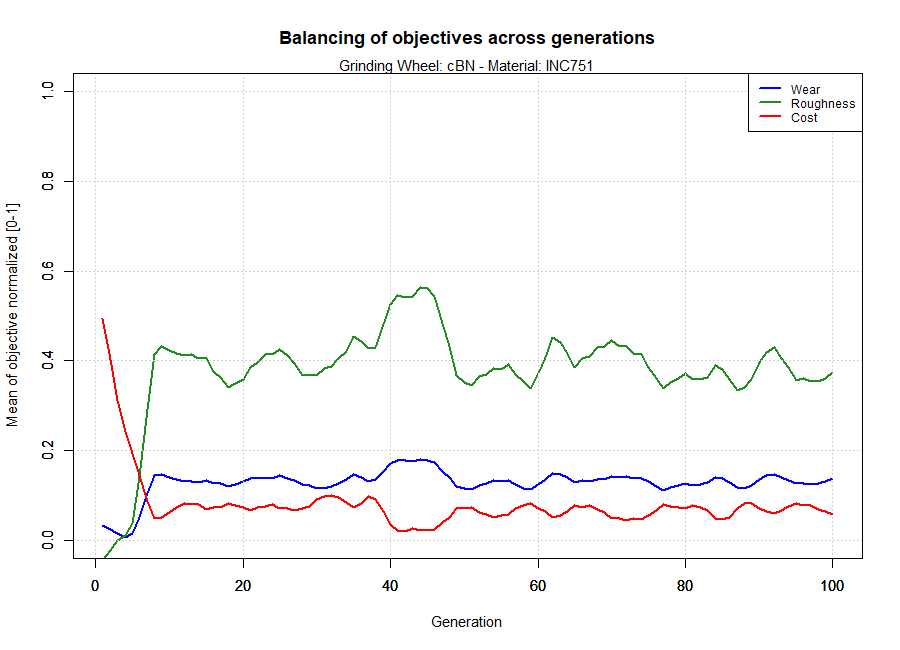 Balancing of objectives across generations
Grinding Wheel: cBN - Material: INC751
Wear
Roughness
Cost
Mean of objective normalized [0-1]
1.0
0.8
0.6
0.4
0.2
0.0
0 20 40 60 80 100
Generation